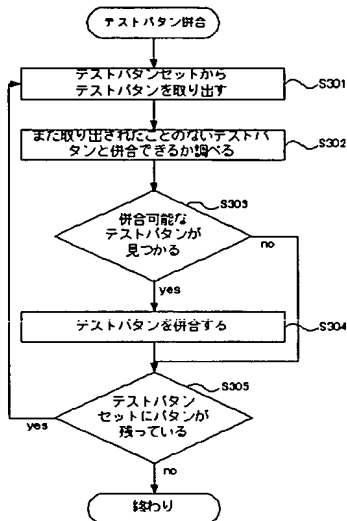 テストパタン併合
テストパタンセットから
テストパタンを取り出す
S301
まだ取り出されたことのないテストパ
タンと併合できるか調べる
S302
S303
併合可能な
テストパタンが
見つかる
no
yes
テストパタンを併合する
S304
S305
テストパタン
セットにパタンが
残っている
yes
no
終わり